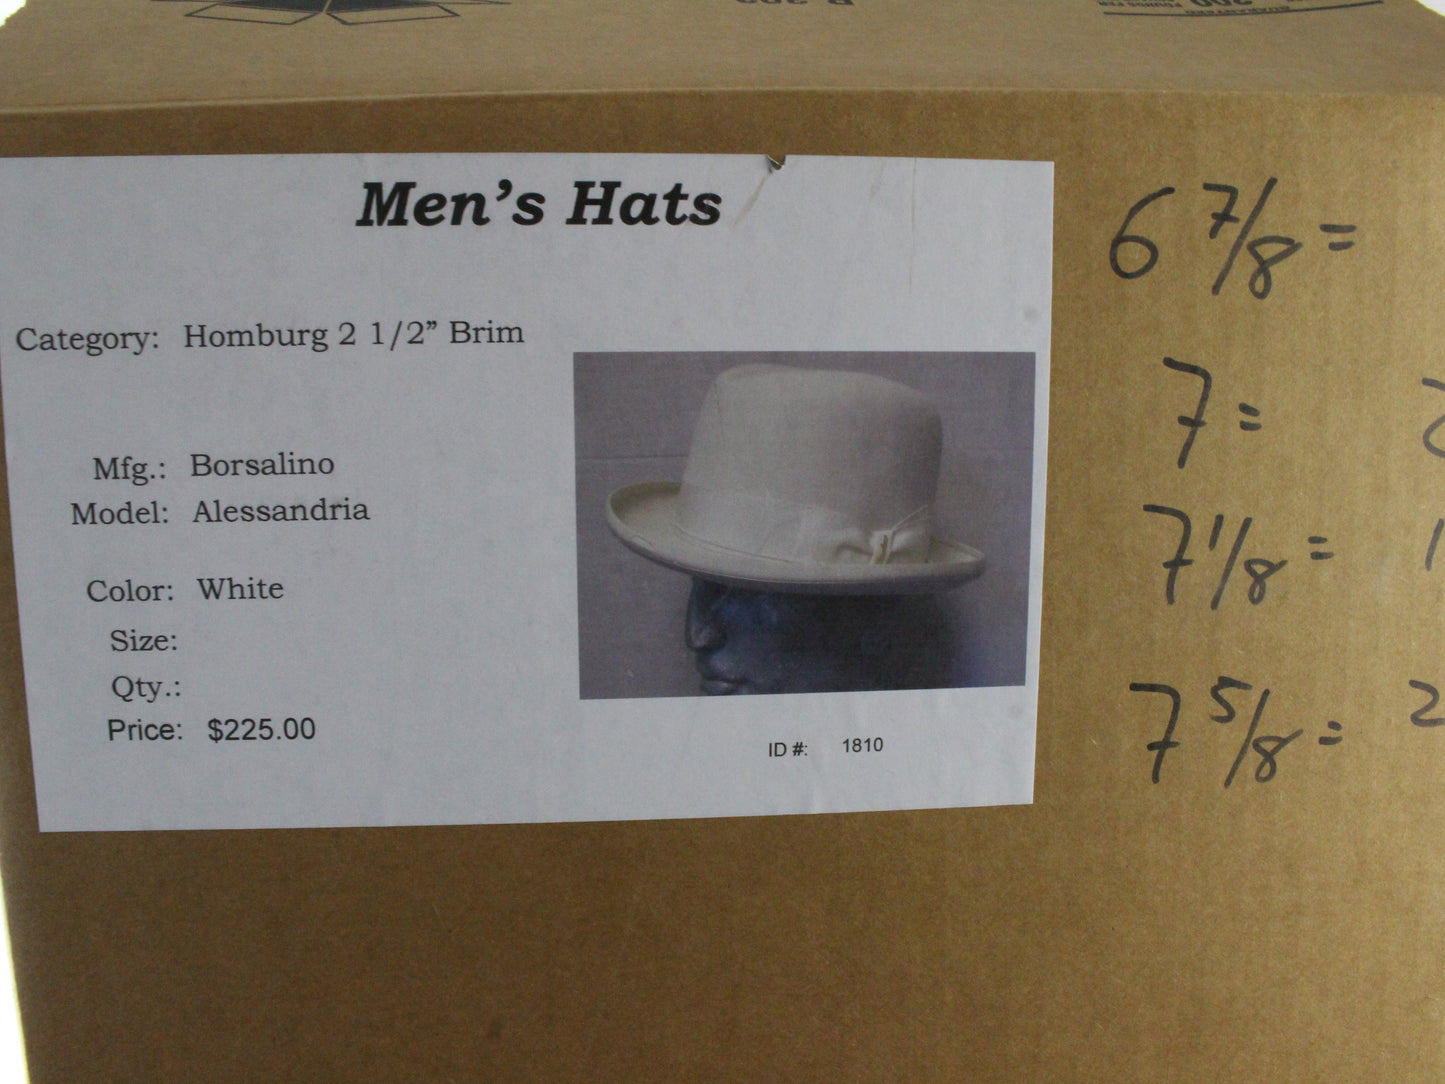 Men's Hats
Category: Homburg 2 1/2” Brim
Mfg.: Borsalino
Model: Alessandria
Color: White
Size:
Qty.:
Price: $225.00
ID #: 1810
6 7/8 =
7 =
7 1/8 =
7 5/8 = 2